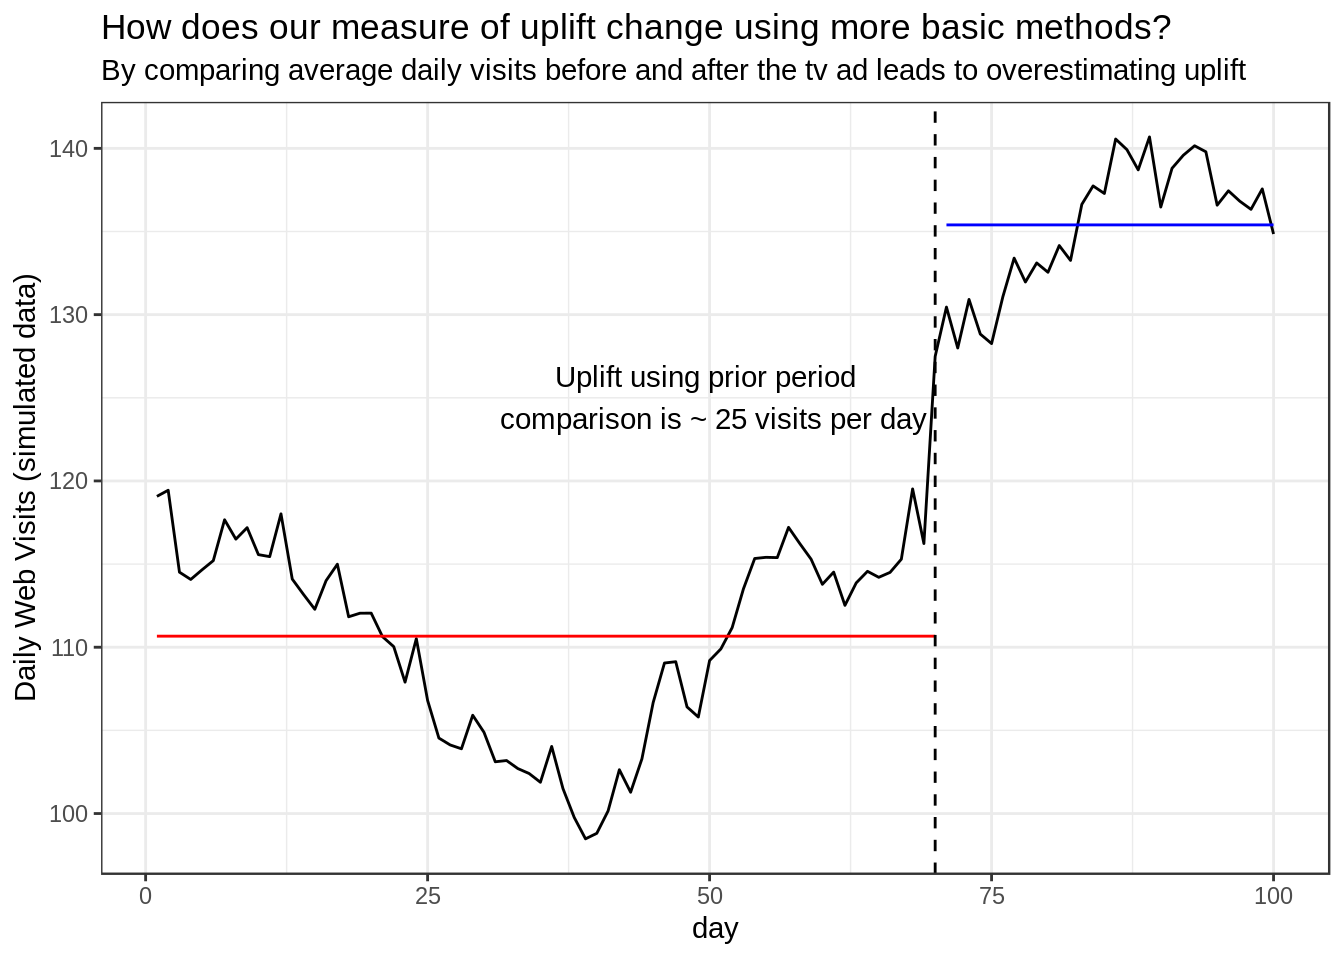 How does our measure of uplift change using more basic methods?
By comparing average daily visits before and after the tv ad leads to overestimating uplift
Daily Web Visits (simulated data)
140
130
120
110
100
Uplift using prior period
comparison is ~ 25 visits per day
0
25
50
75
100
day